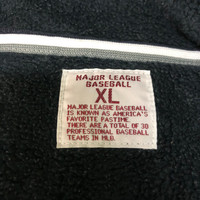 MAJOR LEAGUE
BASEBALL
XL
MAJOR LEAGUE BASEBALL
IS KNOWN AS AMERICA'S
FAVORITE PASTIME.
THERE ARE A TOTAL OF 30
PROFESSIONAL BASEBALL
TEAMS IN MLB.